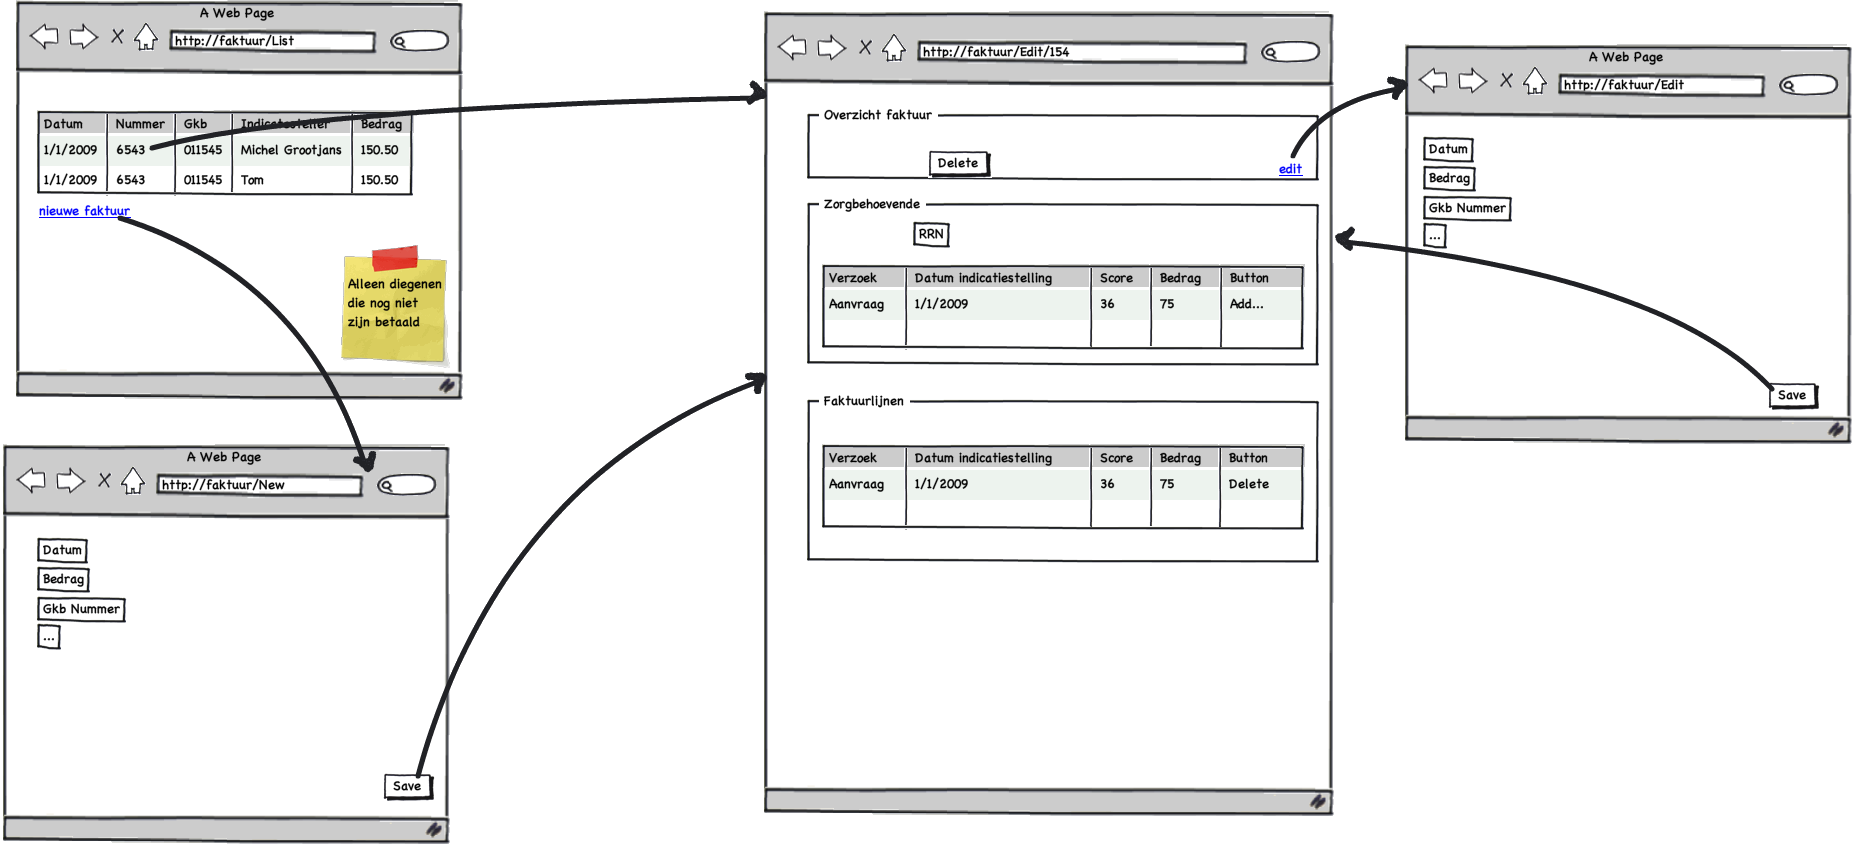 A Web Page
http://faktuur/List
Datum Nummer Gkb Indicatiesteller Bedrag
1/1/2009 6543 011545 Michel Grootjans 150.50
1/1/2009 6543 011545 Tom 150.50
nieuwe faktuur
Alleen diegenen
die nog niet
zijn betaald
A Web Page
http://faktuur/New
Datum
Bedrag
Gkb Nummer
...
Save
http://faktuur/Edit/154
Overzicht faktuur
Delete
edit
Zorgbehoevende
RRN
Verzoek Datum indicatiestelling Score Bedrag Button
Aanvraag 1/1/2009 36 75 Add...
Faktuurlijnen
Verzoek Datum indicatiestelling Score Bedrag Button
Aanvraag 1/1/2009 36 75 Delete
A Web Page
http://faktuur/Edit
Datum
Bedrag
Gkb Nummer
...
Save